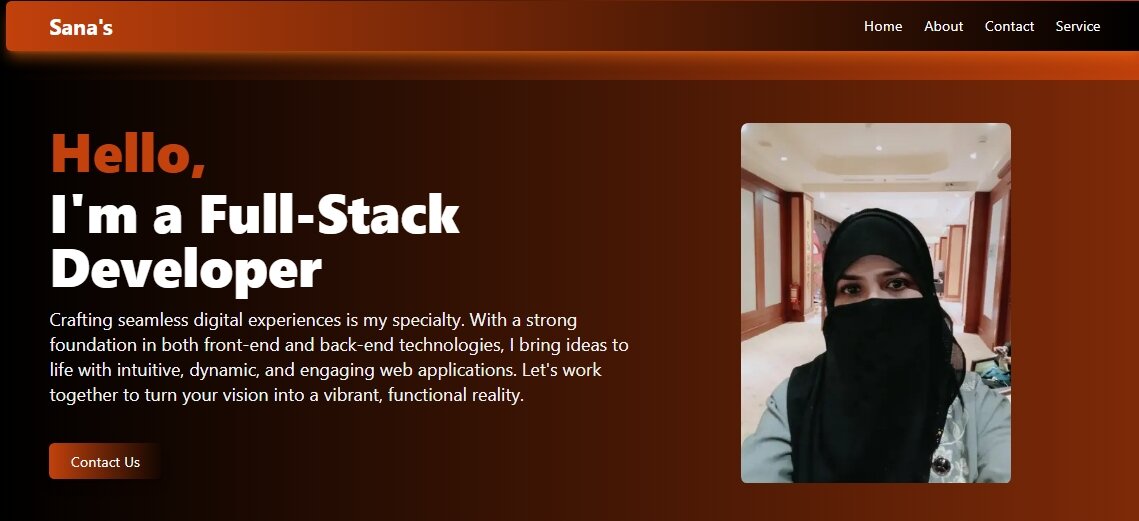 Sana's
Home About Contact Service
Hello,
I'm a Full-Stack
Developer
Crafting seamless digital experiences is my specialty. With a strong
foundation in both front-end and back-end technologies, I bring ideas to
life with intuitive, dynamic, and engaging web applications. Let's work
together to turn your vision into a vibrant, functional reality.
Contact Us